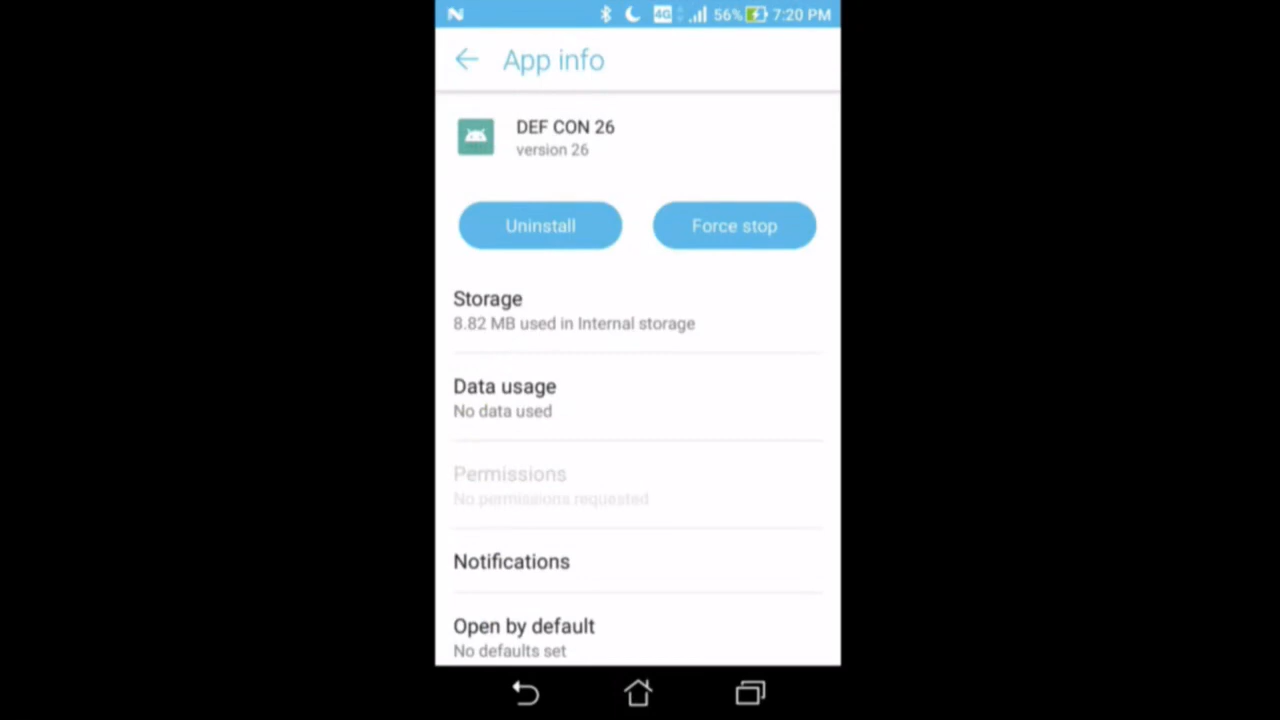 4G 56% 7:20 PM
App info
DEF CON 26
version 26
Uninstall Force stop
Storage
8.82 MB used in Internal storage
Data usage
No data used
Permissions
No permissions requested
Notifications
Open by default
No defaults set